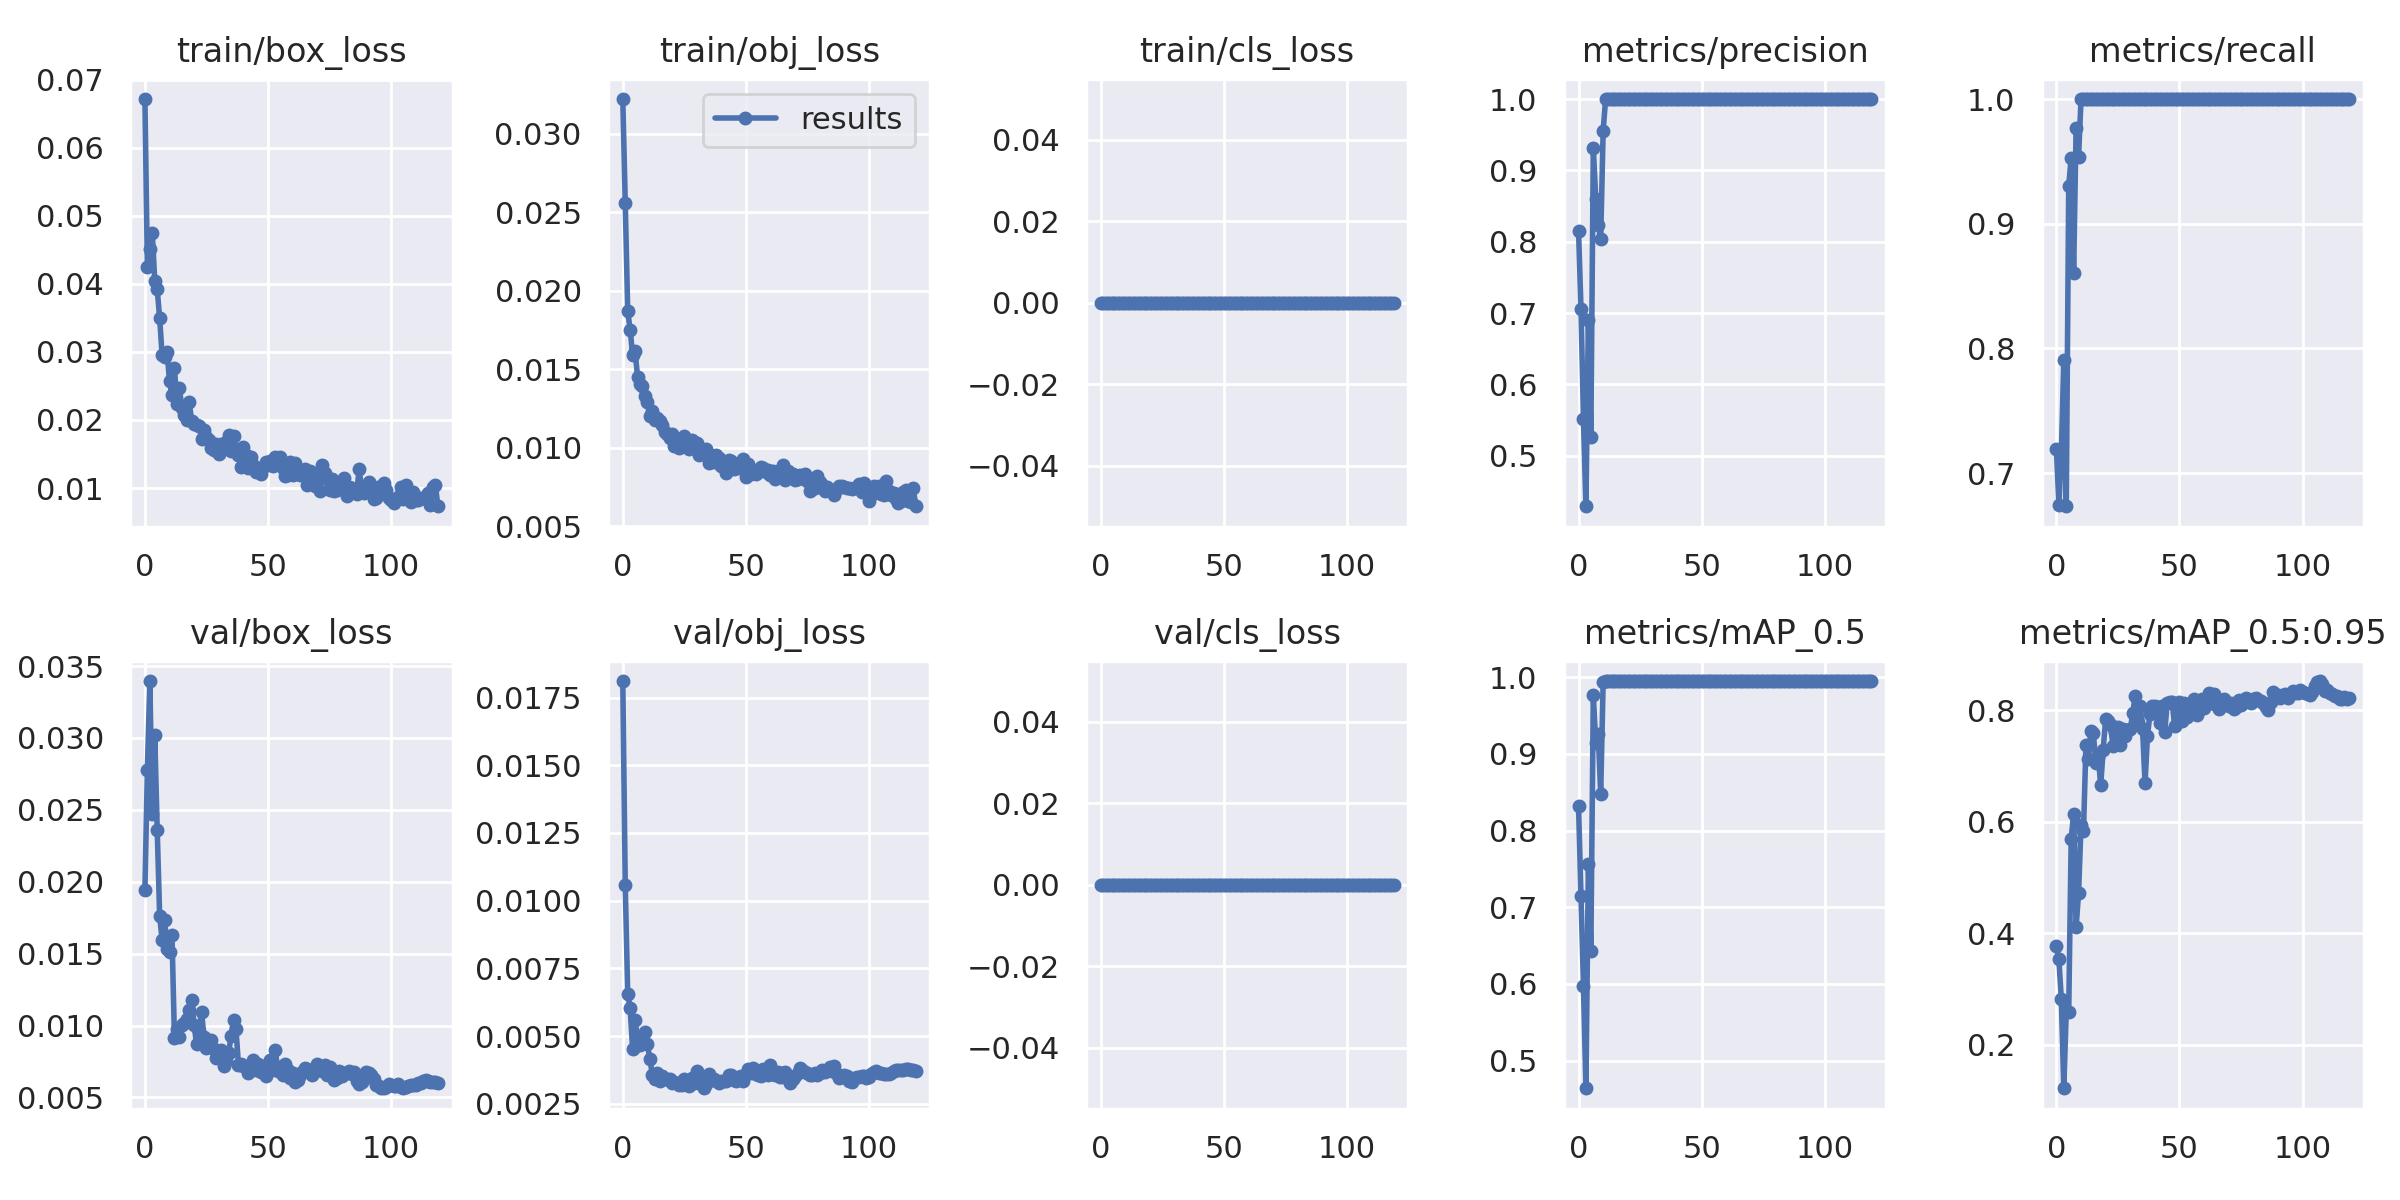 train/box_loss
0.07
0.06
0.05
0.04
0.03
0.02
0.01
0 50 100
train/obj_loss
results
0.030
0.025
0.020
0.015
0.010
0.005
0 50 100
train/cls_loss
0.04
0.02
0.00
−0.02
−0.04
0 50 100
metrics/precision
1.0
0.9
0.8
0.7
0.6
0.5
0 50 100
metrics/recall
1.0
0.9
0.8
0.7
0 50 100
val/box_loss
0.035
0.030
0.025
0.020
0.015
0.010
0.005
0 50 100
val/obj_loss
0.0175
0.0150
0.0125
0.0100
0.0075
0.0050
0.0025
0 50 100
val/cls_loss
0.04
0.02
0.00
−0.02
−0.04
0 50 100
metrics/mAP_0.5
1.0
0.9
0.8
0.7
0.6
0.5
0 50 100
metrics/mAP_0.5:0.95
0.8
0.6
0.4
0.2
0 50 100